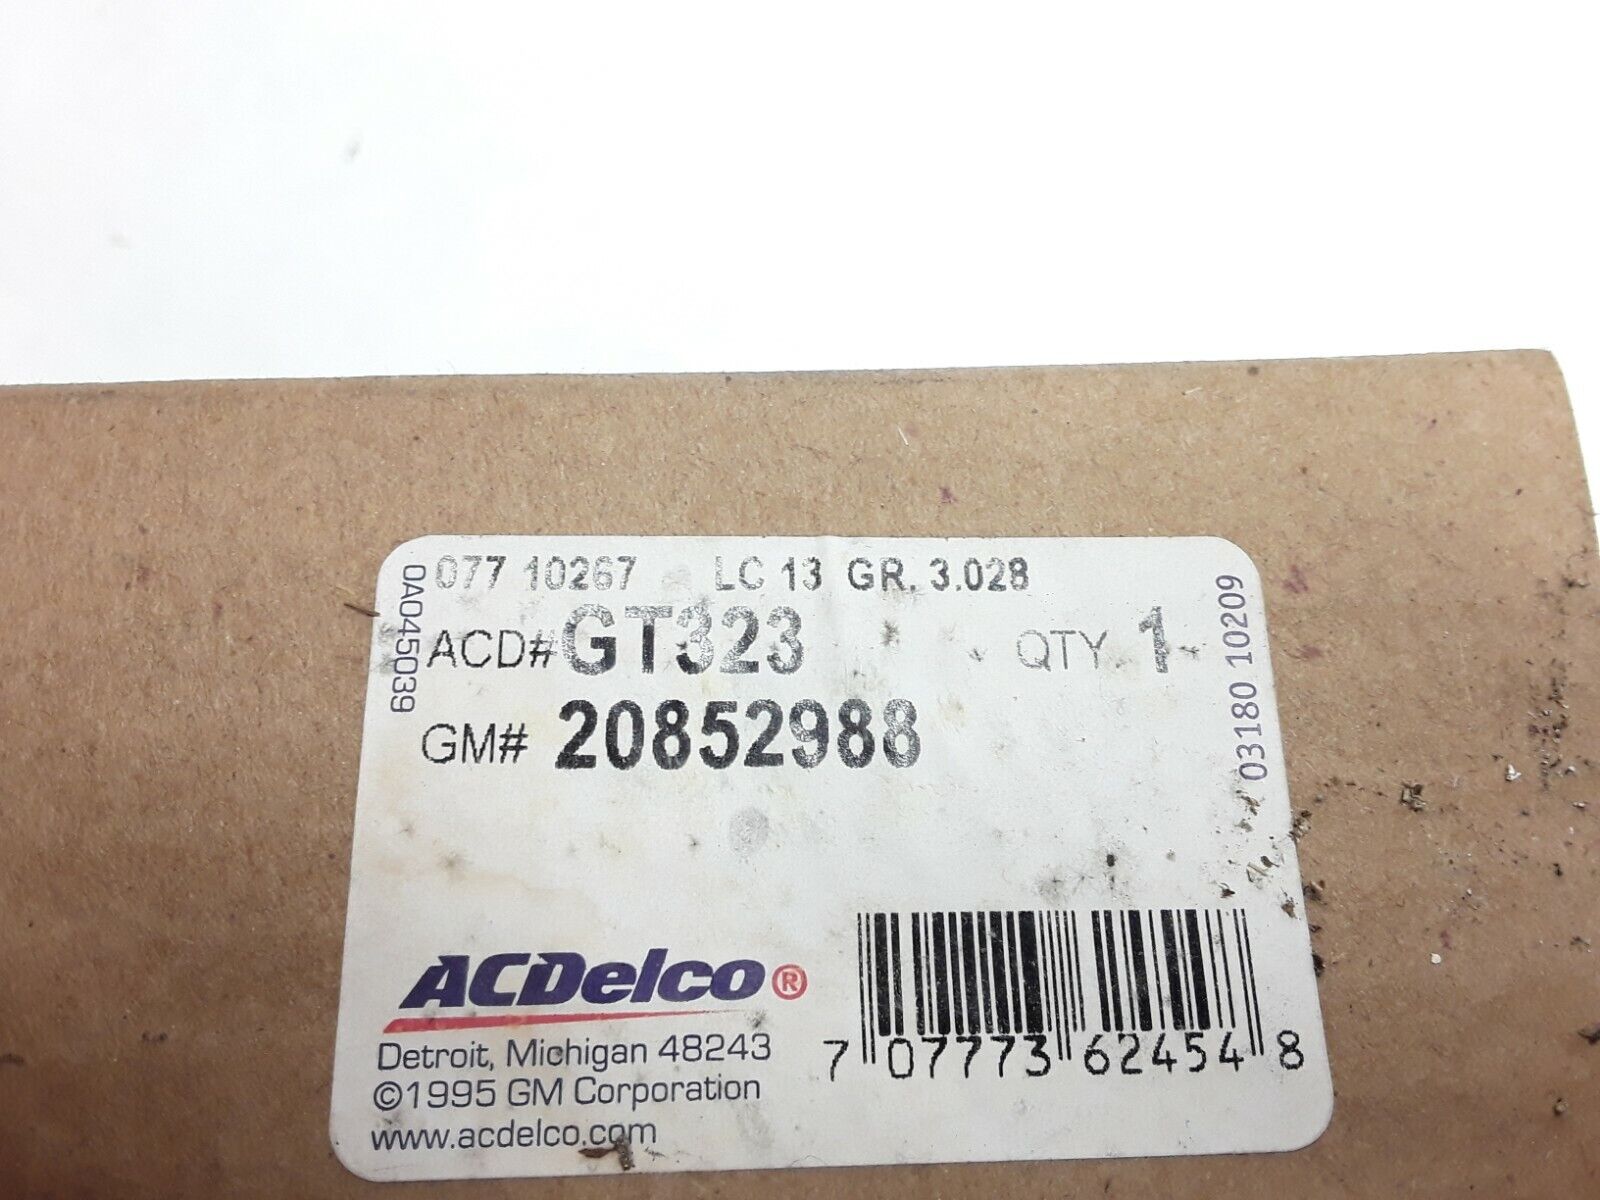 077 10267 LC 13 GR. 3.028
ACD# GT323 QTY 1
GM# 20852988
0A045039
03180 10209
ACDelco®
Detroit, Michigan 48243
©1995 GM Corporation
www.acdelco.com
7 07773 62454 8